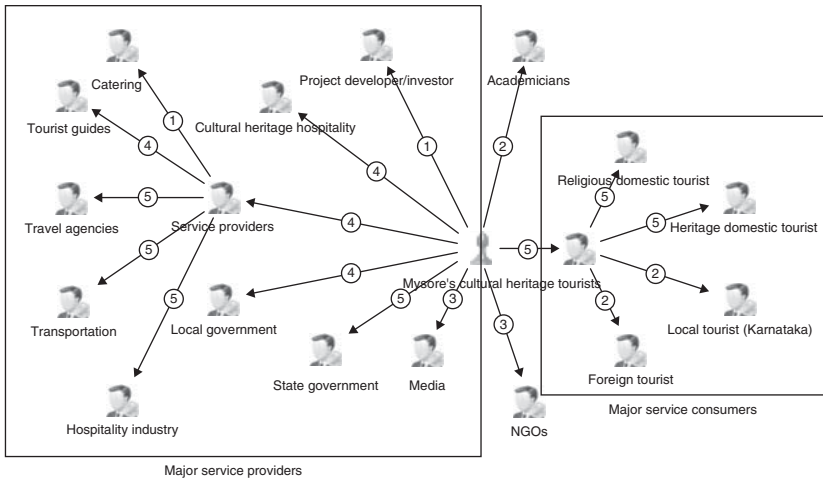 Catering
Project developer/investor
Academicians
1
Tourist guides
Cultural heritage hospitality
4
1
2
4
Religious domestic tourist
5
5
Travel agencies
Service providers
4
5
Heritage domestic tourist
5
5
4
Mysore's cultural heritage tourists
2
5
5
3
2
Transportation
Local government
3
Local tourist (Karnataka)
State government
Media
Foreign tourist
Hospitality industry
NGOs
Major service consumers
Major service providers